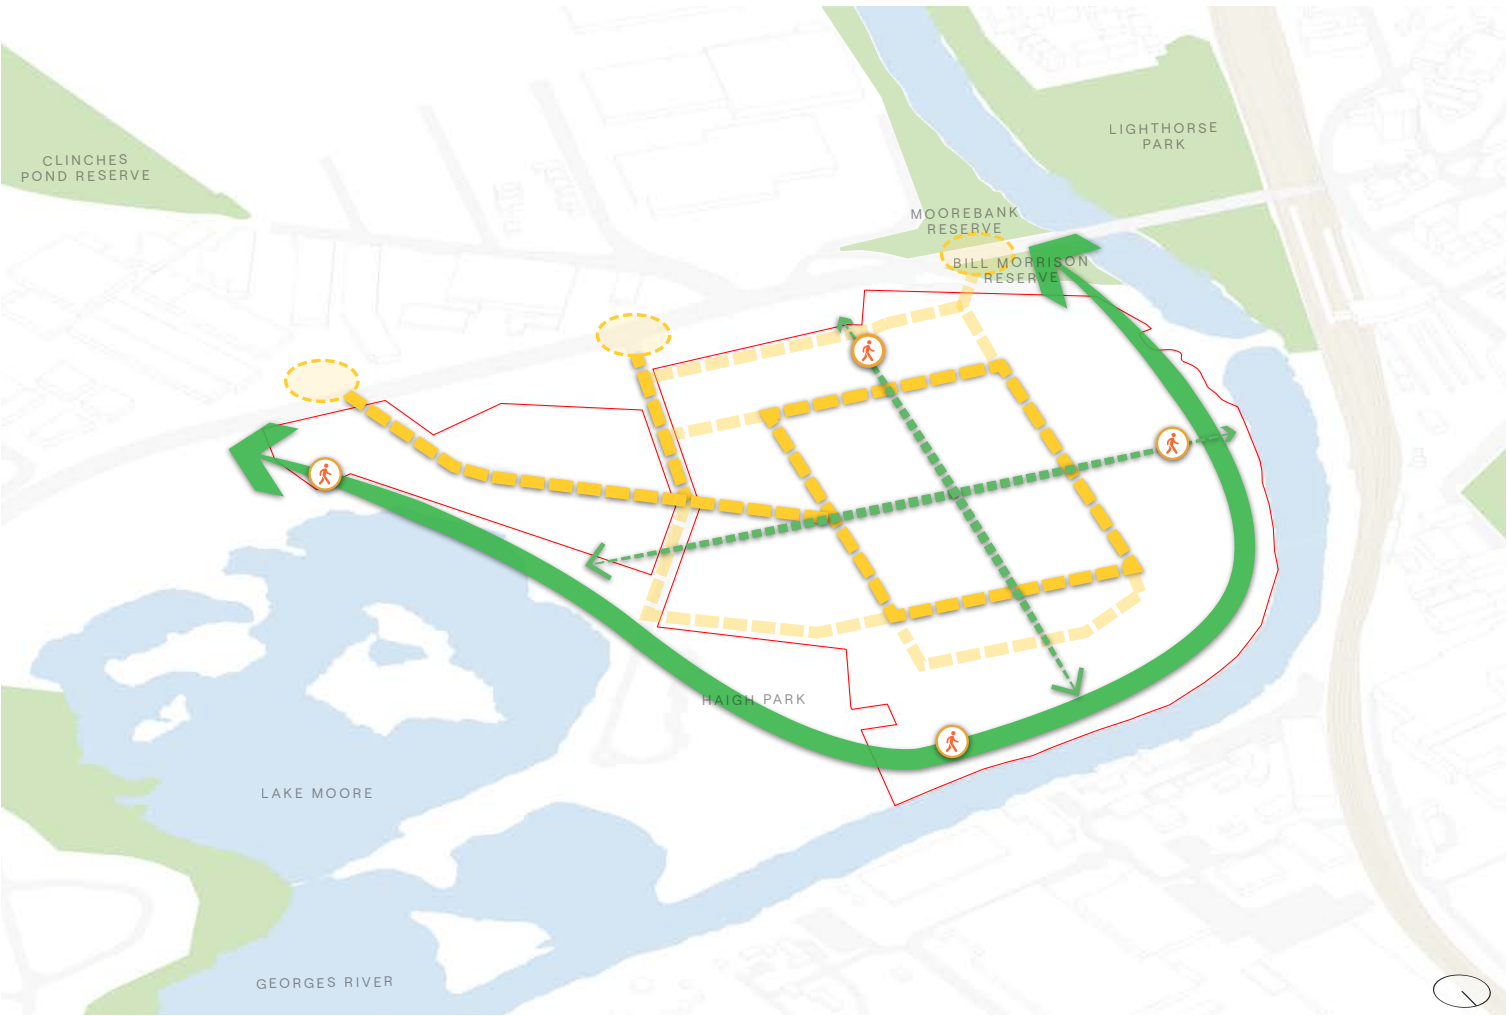 LIGHTHORSE
PARK
CLINCHES
POND RESERVE
MOOREBANK
RESERVE
BILL MORRISON
RESERVE
HAIGH PARK
LAKE MOORE
GEORGES RIVER